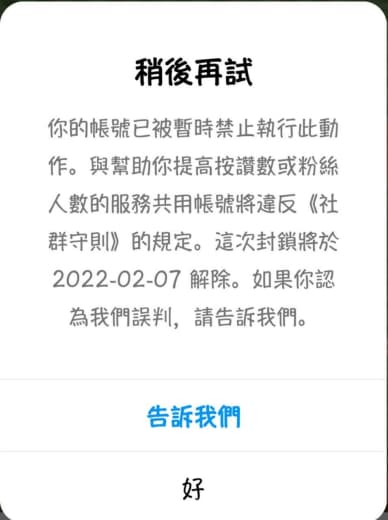 稍後再試
你的帳號已被暫時禁止執行此動
作。與幫助你提高按讚數或粉絲
人數的服務共用帳號將違反《社
群守則》的規定。這次封鎖將於
2022-02-07 解除。如果你認
為我們誤判，請告訴我們。
告訴我們
好